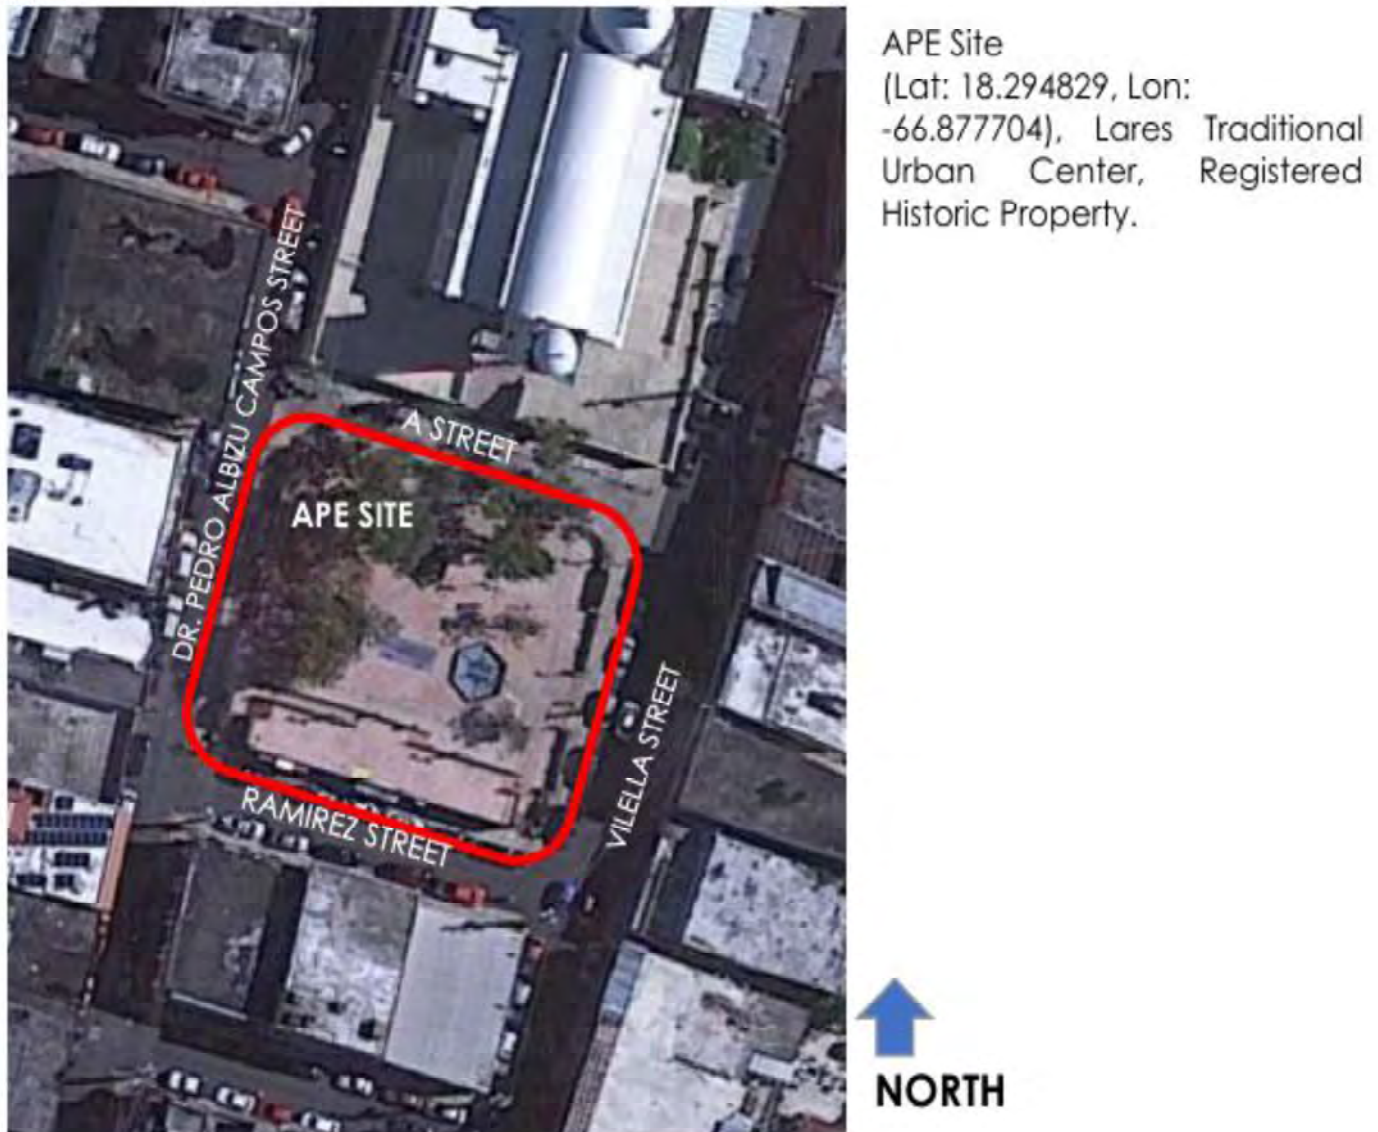 APE Site
(Lat: 18.294829, Lon:
-66.877704), Lares Traditional
Urban Center, Registered
Historic Property.
DR. PEDRO ALBIZU CAMPOS STREET
A STREET
APE SITE
VILELLA STREET
RAMIREZ STREET
NORTH